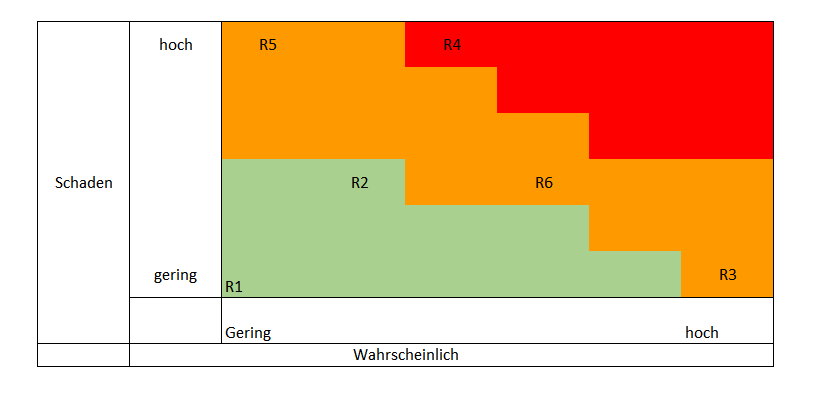 hoch R5 R4
Schaden R2 R6
gering R1 R3
Gering hoch
Wahrscheinlich